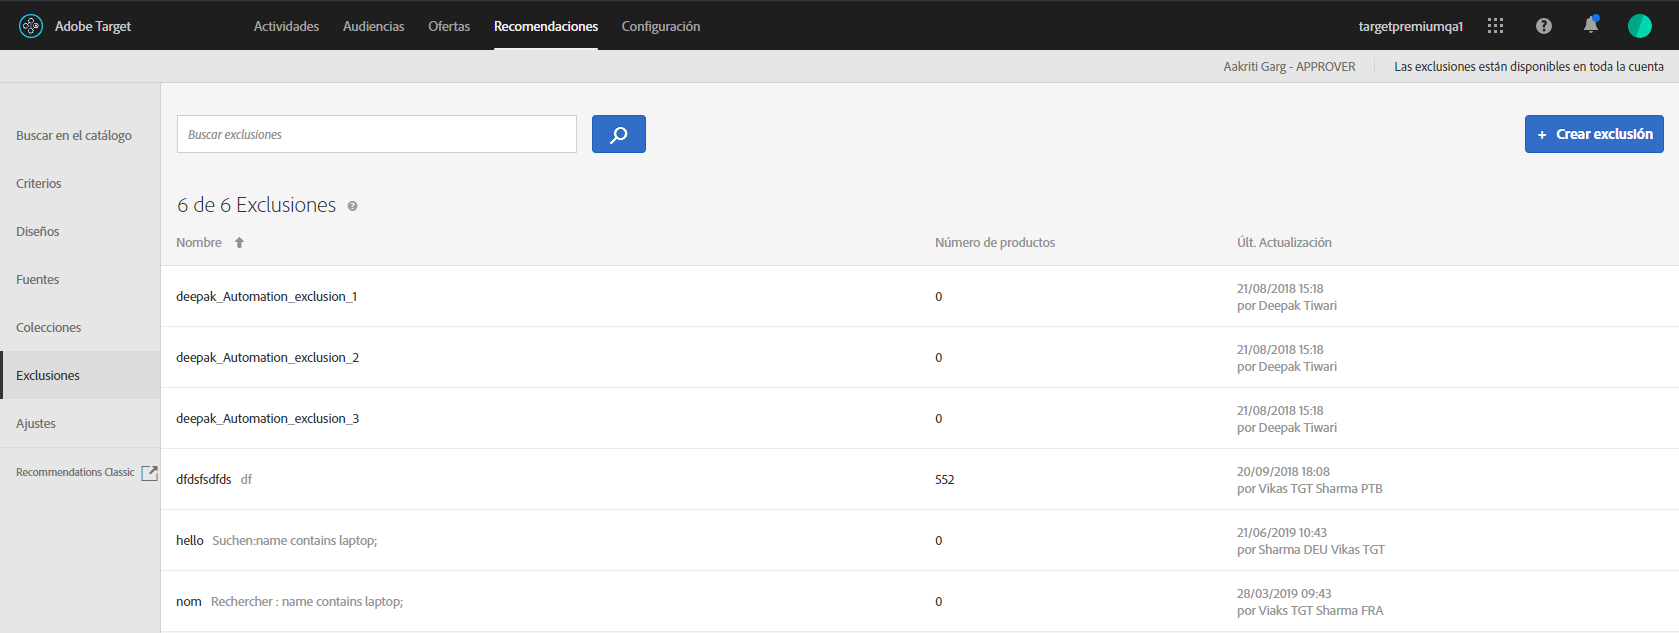 Adobe Target
Actividades
Audiencias
Ofertas
Recomendaciones
Configuración
targetpremiumqa1
Aakriti Garg - APPROVER
Las exclusiones están disponibles en toda la cuenta
Buscar en el catálogo
Criterios
Diseños
Fuentes
Colecciones
Exclusiones
Ajustes
Recommendations Classic
Buscar exclusiones
+ Crear exclusión
6 de 6 Exclusiones
Nombre
Número de productos
Últ. Actualización
deepak_Automation_exclusion_1
0
21/08/2018 15:18
por Deepak Tiwari
deepak_Automation_exclusion_2
0
21/08/2018 15:18
por Deepak Tiwari
deepak_Automation_exclusion_3
0
21/08/2018 15:18
por Deepak Tiwari
dfdsfsdfds df
552
20/09/2018 18:08
por Vikas TGT Sharma PTB
hello Suchen:name contains laptop;
0
21/06/2019 10:43
por Sharma DEU Vikas TGT
nom Rechercher : name contains laptop;
0
28/03/2019 09:43
por Viaks TGT Sharma FRA